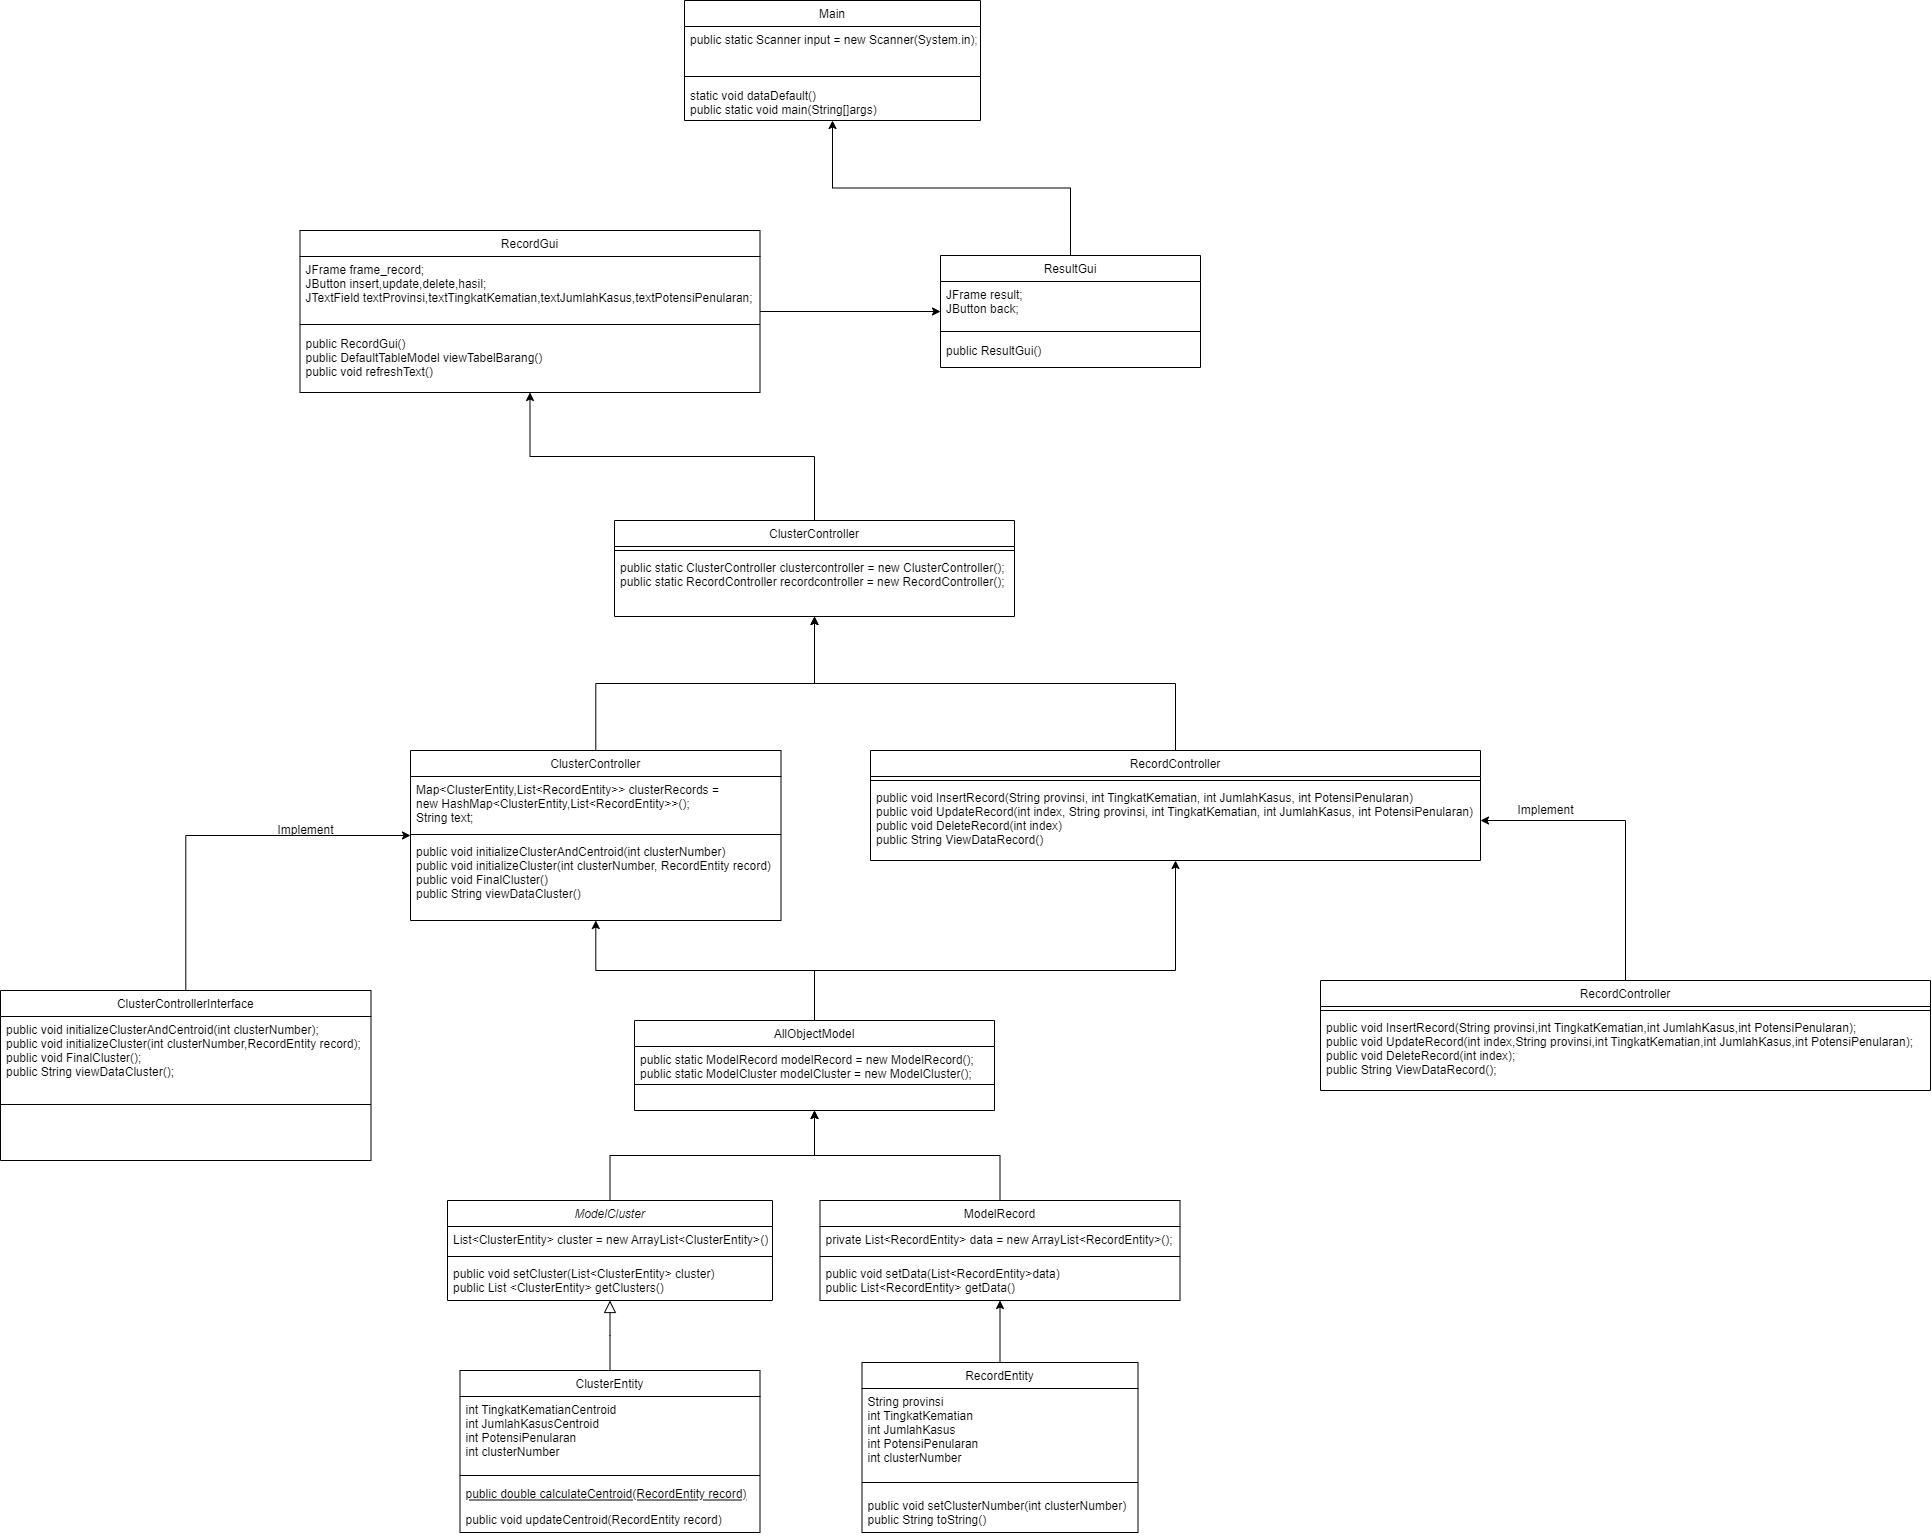 Main
public static Scanner input = new Scanner(System.in);
static void dataDefault()
public static void main(String[]args)
RecordGui
JFrame frame_record;
JButton insert,update,delete,hasil;
JTextField textProvinsi,textTingkatKematian,textJumlahKasus,textPotensiPenularan;
public RecordGui()
public DefaultTableModel viewTabelBarang()
public void refreshText()
ResultGui
JFrame result;
JButton back;
public ResultGui()
ClusterController
public static ClusterController clustercontroller = new ClusterController();
public static RecordController recordcontroller = new RecordController();
ClusterController
Map<ClusterEntity,List<RecordEntity>> clusterRecords =
new HashMap<ClusterEntity,List<RecordEntity>>();
String text;
public void initializeClusterAndCentroid(int clusterNumber)
public void initializeCluster(int clusterNumber, RecordEntity record)
public void FinalCluster()
public String viewDataCluster()
RecordController
public void InsertRecord(String provinsi, int TingkatKematian, int JumlahKasus, int PotensiPenularan)
public void UpdateRecord(int index, String provinsi, int TingkatKematian, int JumlahKasus, int PotensiPenularan)
public void DeleteRecord(int index)
public String ViewDataRecord()
Implement
Implement
ClusterControllerInterface
public void initializeClusterAndCentroid(int clusterNumber);
public void initializeCluster(int clusterNumber,RecordEntity record);
public void FinalCluster();
public String viewDataCluster();
RecordController
public void InsertRecord(String provinsi,int TingkatKematian,int JumlahKasus,int PotensiPenularan);
public void UpdateRecord(int index,String provinsi,int TingkatKematian,int JumlahKasus,int PotensiPenularan);
public void DeleteRecord(int index);
public String ViewDataRecord();
AllObjectModel
public static ModelRecord modelRecord = new ModelRecord();
public static ModelCluster modelCluster = new ModelCluster();
ModelCluster
List<ClusterEntity> cluster = new ArrayList<ClusterEntity>()
public void setCluster(List<ClusterEntity> cluster)
public List <ClusterEntity> getClusters()
ModelRecord
private List<RecordEntity> data = new ArrayList<RecordEntity>();
public void setData(List<RecordEntity>data)
public List<RecordEntity> getData()
ClusterEntity
int TingkatKematianCentroid
int JumlahKasusCentroid
int PotensiPenularan
int clusterNumber
public double calculateCentroid(RecordEntity record)
public void updateCentroid(RecordEntity record)
RecordEntity
String provinsi
int TingkatKematian
int JumlahKasus
int PotensiPenularan
int clusterNumber
public void setClusterNumber(int clusterNumber)
public String toString()